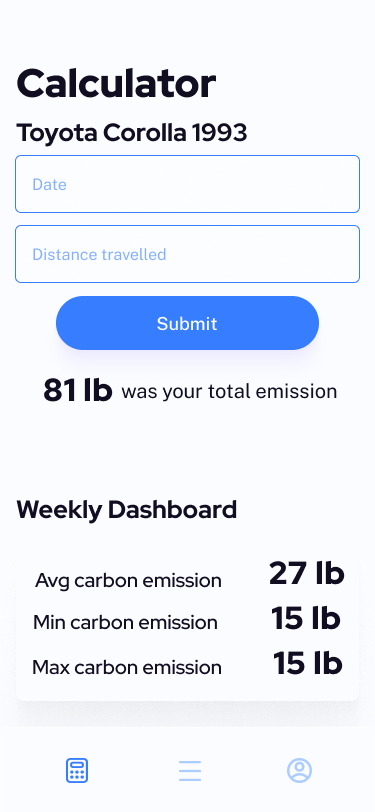 Calculator
Toyota Corolla 1993
Date
Distance travelled
Submit
81 lb was your total emission
Weekly Dashboard
Avg carbon emission 27 lb
Min carbon emission 15 lb
Max carbon emission 15 lb